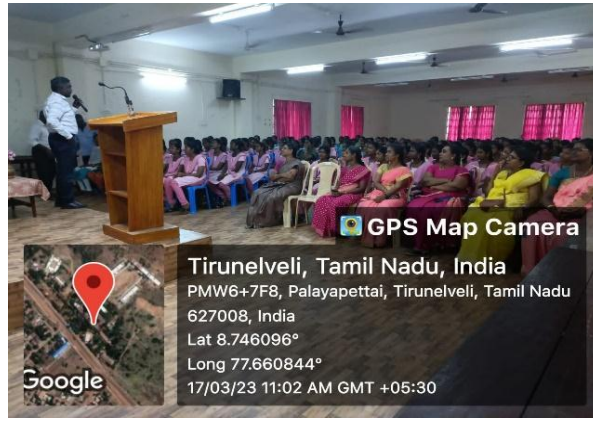 GPS Map Camera
Tirunelveli, Tamil Nadu, India
PMW6+7F8, Palayapettai, Tirunelveli, Tamil Nadu
627008, India
Lat 8.746096°
Long 77.660844°
17/03/23 11:02 AM GMT +05:30
Google